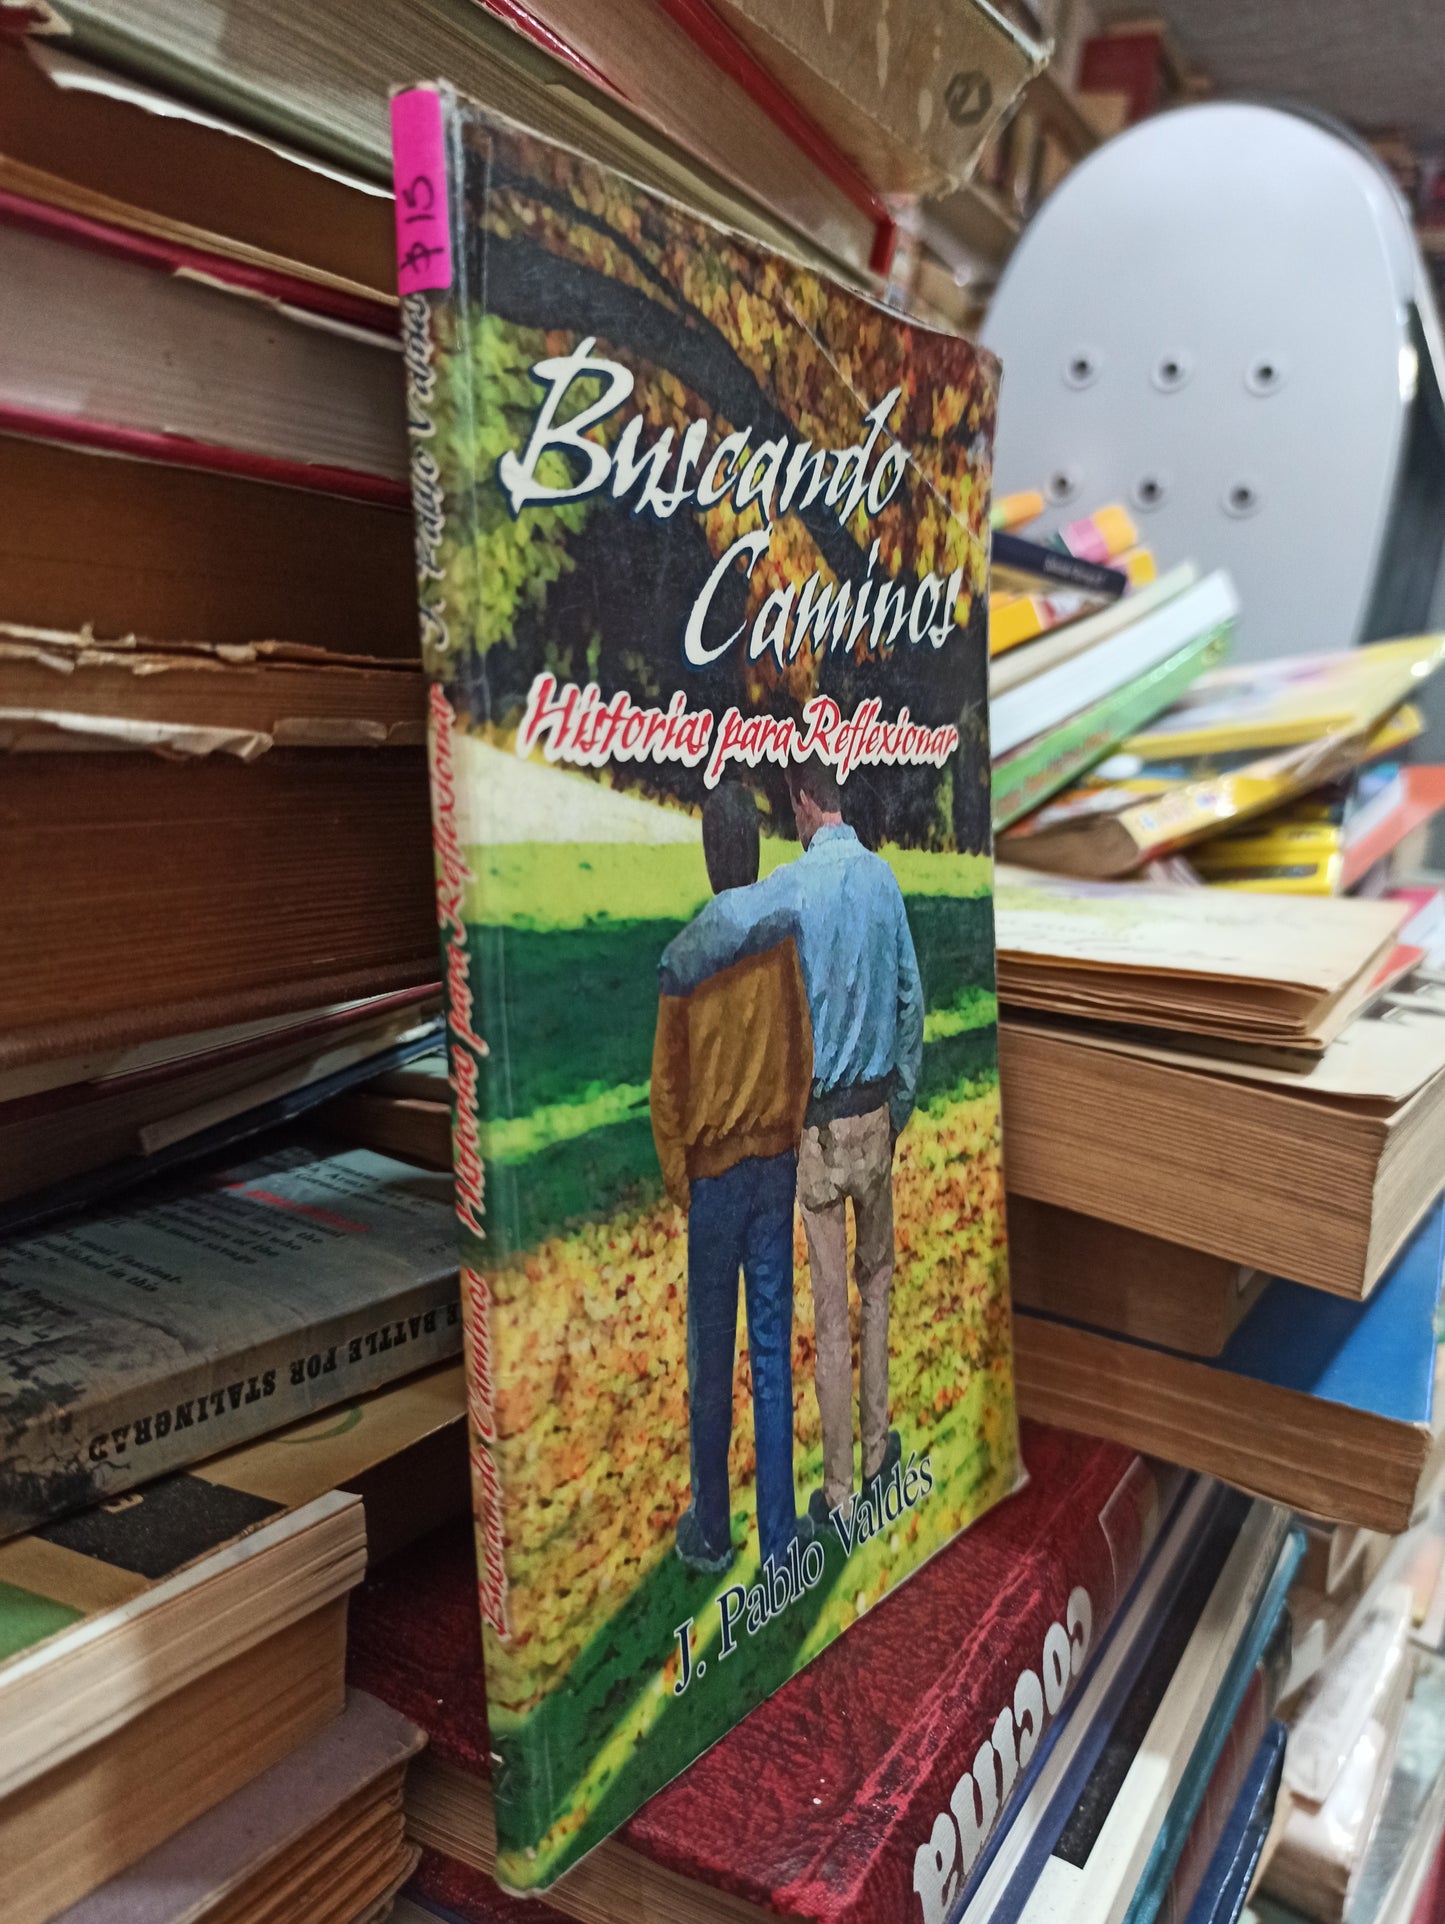 $ 15
J. Pablo Valdés
Historias para Reflexionar
Buscando Caminos
Buscando
Caminos
Historias para Reflexionar
J. Pablo Valdés
BATTLE FOR STALINGRAD
cocina